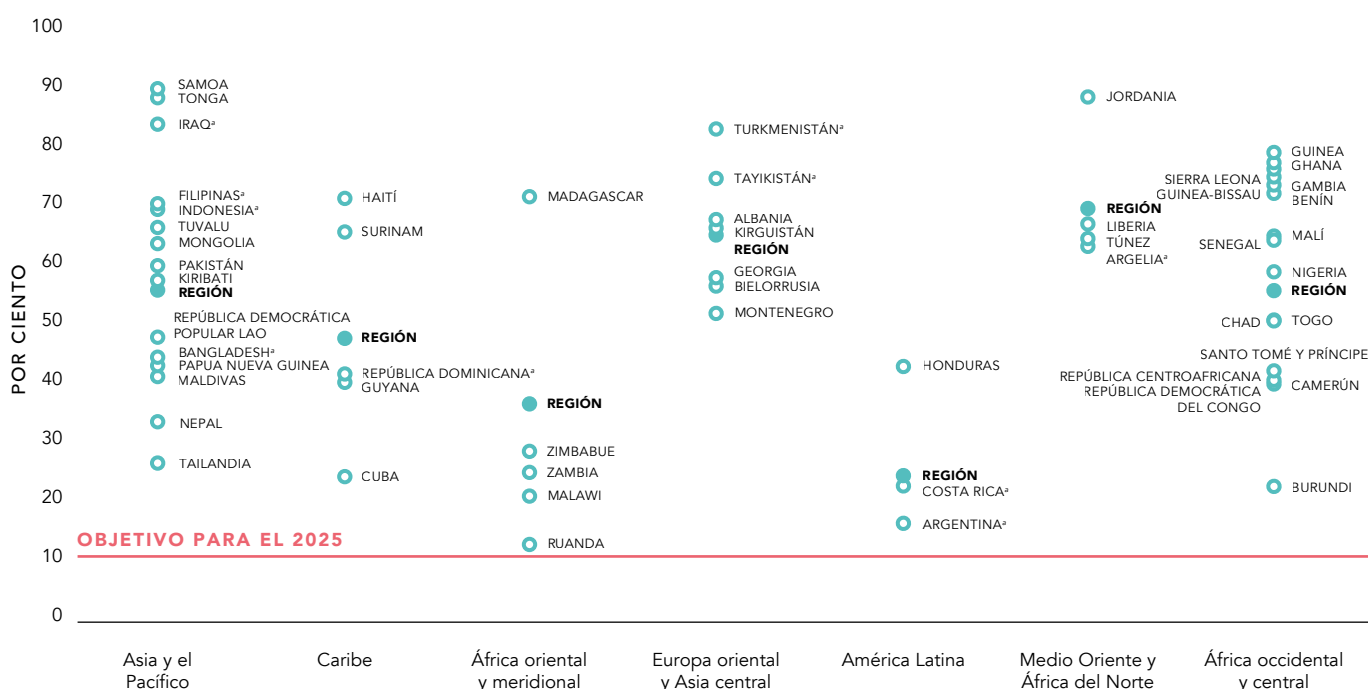 POR CIENTO
100
90
80
70
60
50
40
30
20
10
0
OBJETIVO PARA EL 2025
SAMOA
TONGA
IRAQª
FILIPINASª
INDONESIAª
TUVALU
MONGOLIA
PAKISTÁN
KIRIBATI
REGIÓN
REPÚBLICA DEMOCRÁTICA
POPULAR LAO
BANGLADESHª
PAPUA NUEVA GUINEA
MALDIVAS
NEPAL
TAILANDIA
HAITÍ
SURINAM
REGIÓN
REPÚBLICA DOMINICANAª
GUYANA
CUBA
MADAGASCAR
REGIÓN
ZIMBABUE
ZAMBIA
MALAWI
RUANDA
TURKMENISTÁNª
TAYIKISTÁNª
ALBANIA
KIRGUISTÁN
REGIÓN
GEORGIA
BIELORRUSIA
MONTENEGRO
HONDURAS
REGIÓN
COSTA RICAª
ARGENTINAª
JORDANIA
REGIÓN
LIBERIA
TÚNEZ
ARGELIAª
GUINEA
GHANA
SIERRA LEONA
GUINEA-BISSAU
GAMBIA
BENÍN
MALÍ
SENEGAL
NIGERIA
REGIÓN
CHAD
TOGO
SANTO TOMÉ Y PRÍNCIPE
REPÚBLICA CENTROAFRICANA
REPÚBLICA DEMOCRÁTICA
DEL CONGO
CAMERÚN
BURUNDI
Asia y el
Pacífico
Caribe
África oriental
y meridional
Europa oriental
y Asia central
América Latina
Medio Oriente y
África del Norte
África occidental
y central